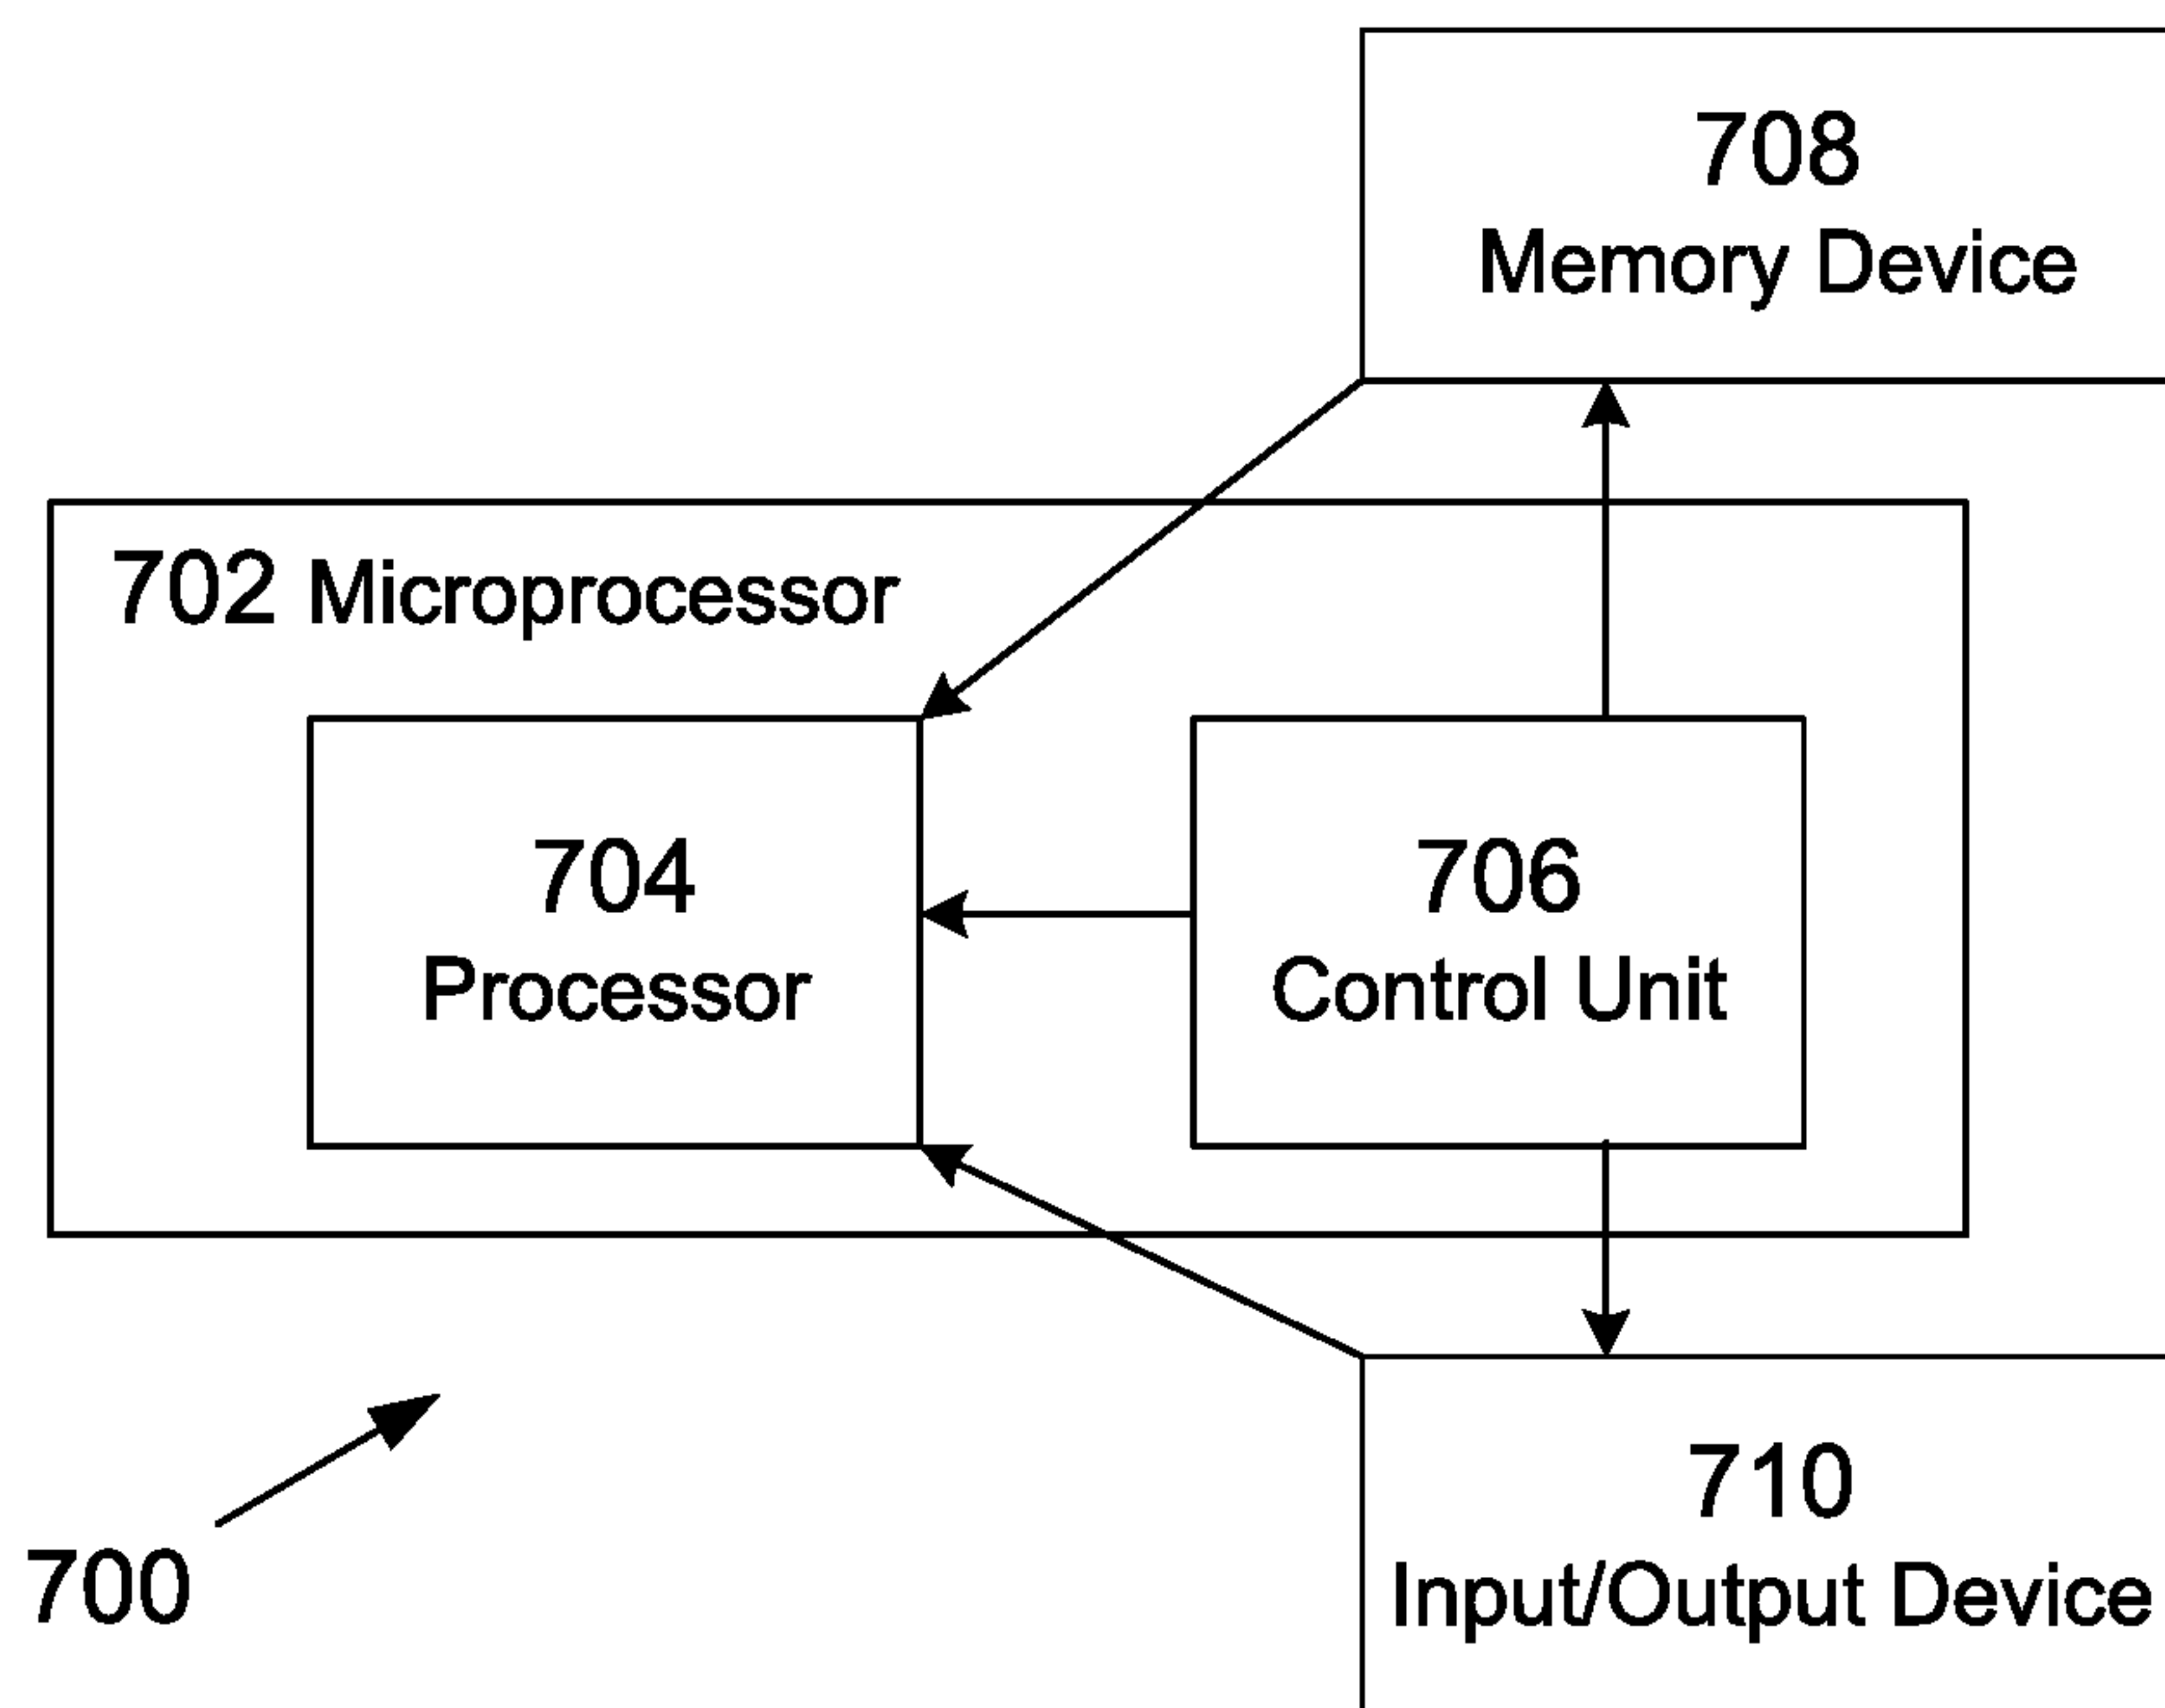 708
Memory Device
702 Microprocessor
704
Processor
706
Control Unit
710
Input/Output Device
700